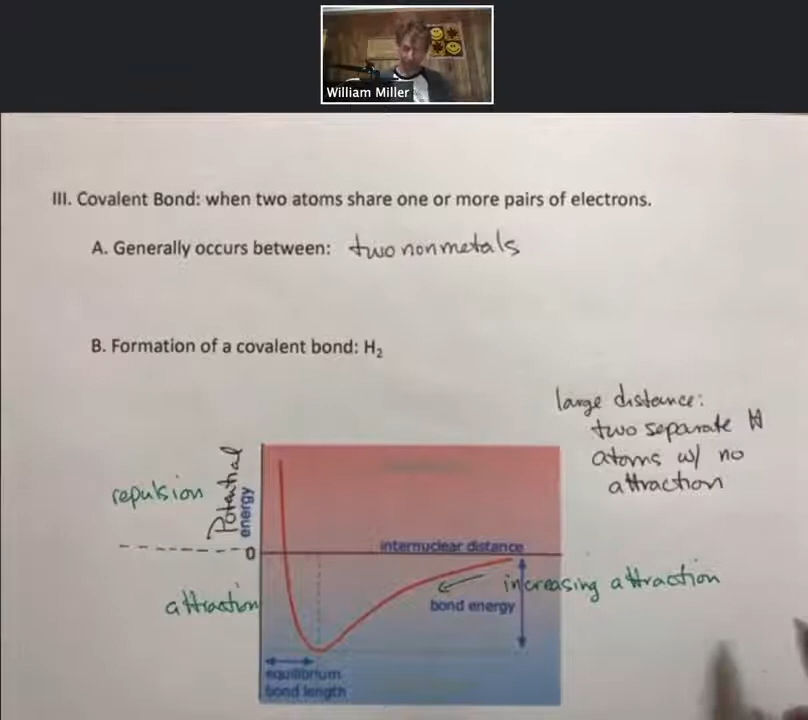 William Miller
III. Covalent Bond: when two atoms share one or more pairs of electrons.
A. Generally occurs between: two nonmetals
B. Formation of a covalent bond: H₂
large distance:
two separate H
atoms w/ no
attraction
repulsion
Potential
energy
0
internuclear distance
attraction
increasing attraction
bond energy
equilibrium
bond length